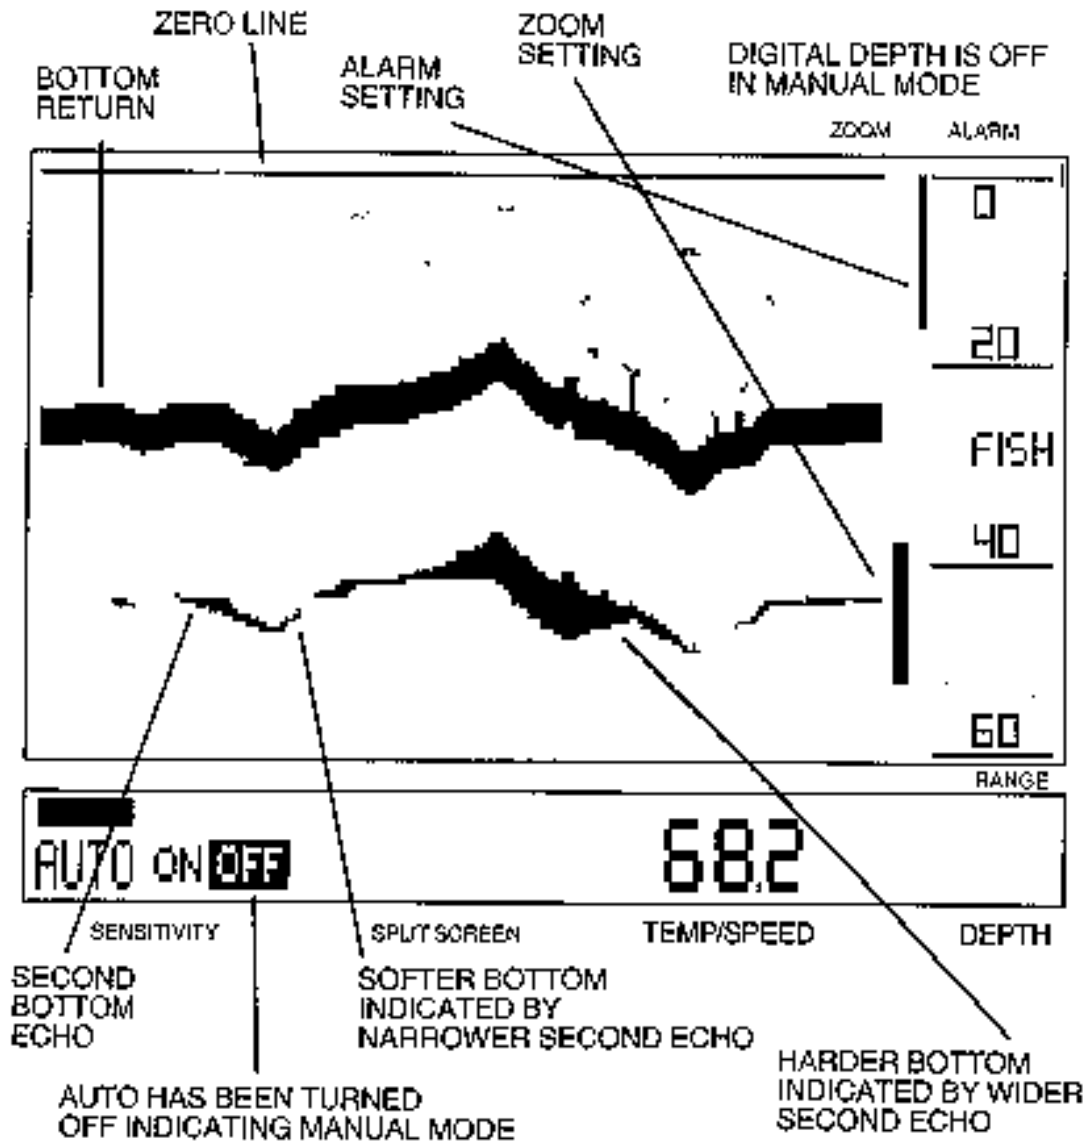 ZERO LINE
ZOOM
SETTING
DIGITAL DEPTH IS OFF
IN MANUAL MODE
ALARM
SETTING
BOTTOM
RETURN
ZOOM ALARM
0
20
FISH
40
60
RANGE
AUTO ON OFF 68.2
SENSITIVITY SPLIT SCREEN TEMP/SPEED DEPTH
SECOND
BOTTOM
ECHO
SOFTER BOTTOM
INDICATED BY
NARROWER SECOND ECHO
HARDER BOTTOM
INDICATED BY WIDER
SECOND ECHO
AUTO HAS BEEN TURNED
OFF INDICATING MANUAL MODE